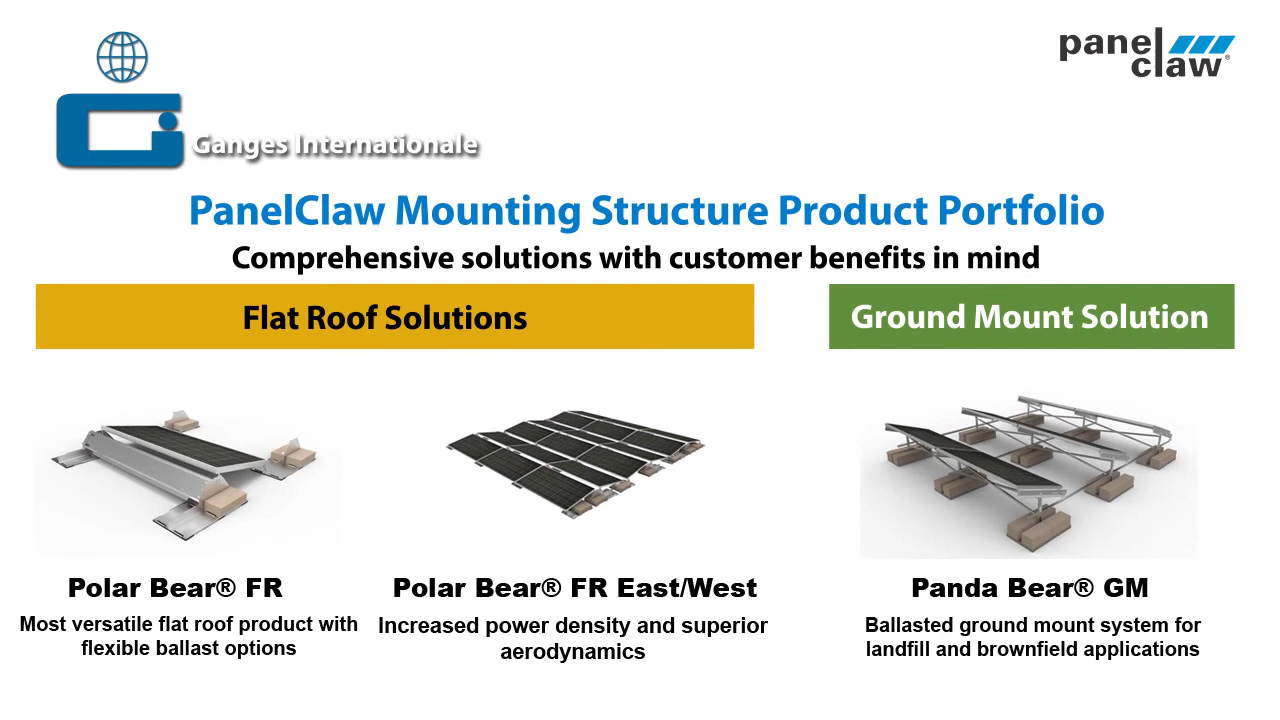 panel
claw®
Ganges Internationale
PanelClaw Mounting Structure Product Portfolio
Comprehensive solutions with customer benefits in mind
Flat Roof Solutions
Ground Mount Solution
Polar Bear® FR
Most versatile flat roof product with
flexible ballast options
Polar Bear® FR East/West
Increased power density and superior
aerodynamics
Panda Bear® GM
Ballasted ground mount system for
landfill and brownfield applications